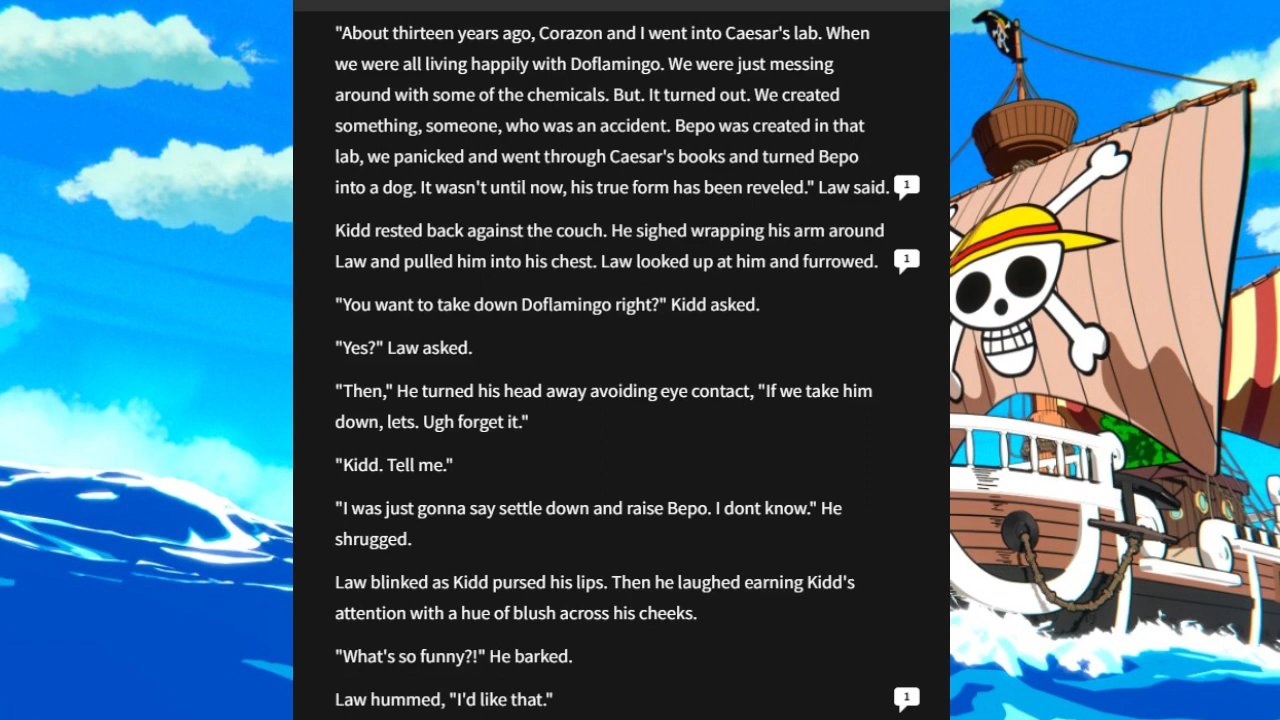 "About thirteen years ago, Corazon and I went into Caesar's lab. When
we were all living happily with Doflamingo. We were just messing
around with some of the chemicals. But. It turned out. We created
something, someone, who was an accident. Bepo was created in that
lab, we panicked and went through Caesar's books and turned Bepo
into a dog. It wasn't until now, his true form has been reveled." Law said. 1
Kidd rested back against the couch. He sighed wrapping his arm around
Law and pulled him into his chest. Law looked up at him and furrowed. 1
"You want to take down Doflamingo right?" Kidd asked.
"Yes?" Law asked.
"Then," He turned his head away avoiding eye contact, "If we take him
down, lets. Ugh forget it."
"Kidd. Tell me."
"I was just gonna say settle down and raise Bepo. I dont know." He
shrugged.
Law blinked as Kidd pursed his lips. Then he laughed earning Kidd's
attention with a hue of blush across his cheeks.
"What's so funny?!" He barked.
Law hummed, "I'd like that." 1